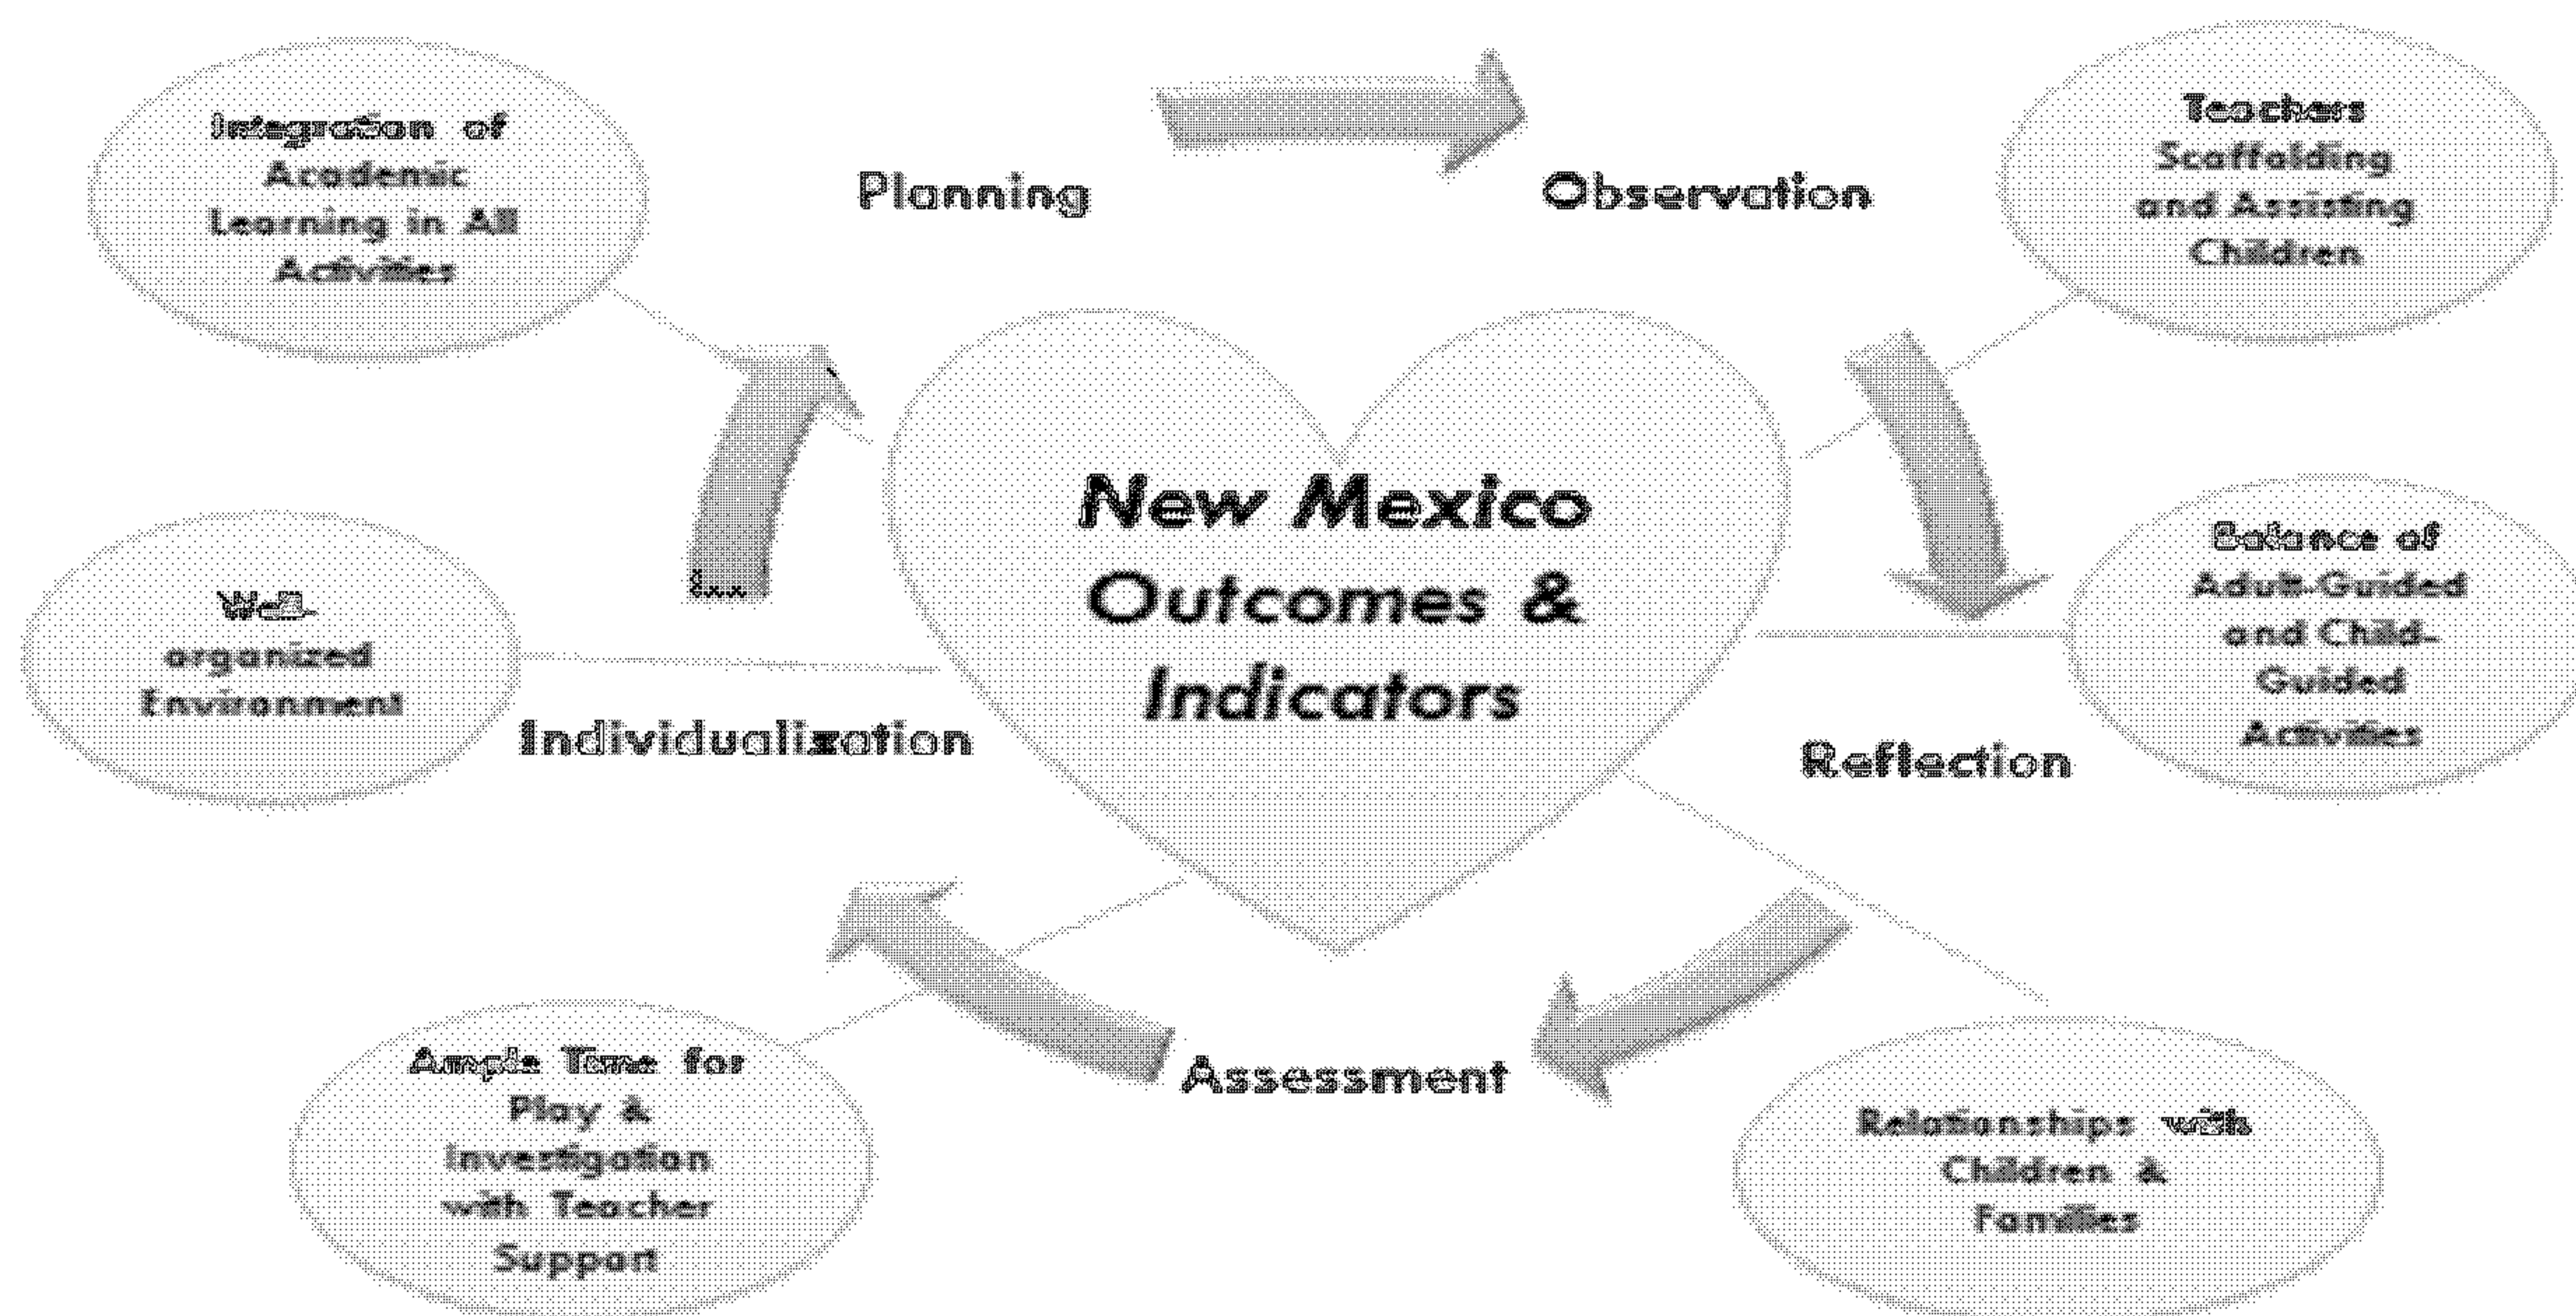 Integration of
Academic
Learning in All
Activities
Planning
Observation
Teachers
Scaffolding
and Assisting
Children
New Mexico
Outcomes &
Indicators
Well-
organized
Environment
Individualization
Balance of
Adult-Guided
and Child-
Guided
Activities
Reflection
Ample Time for
Play &
Investigation
with Teacher
Support
Assessment
Relationships with
Children &
Families